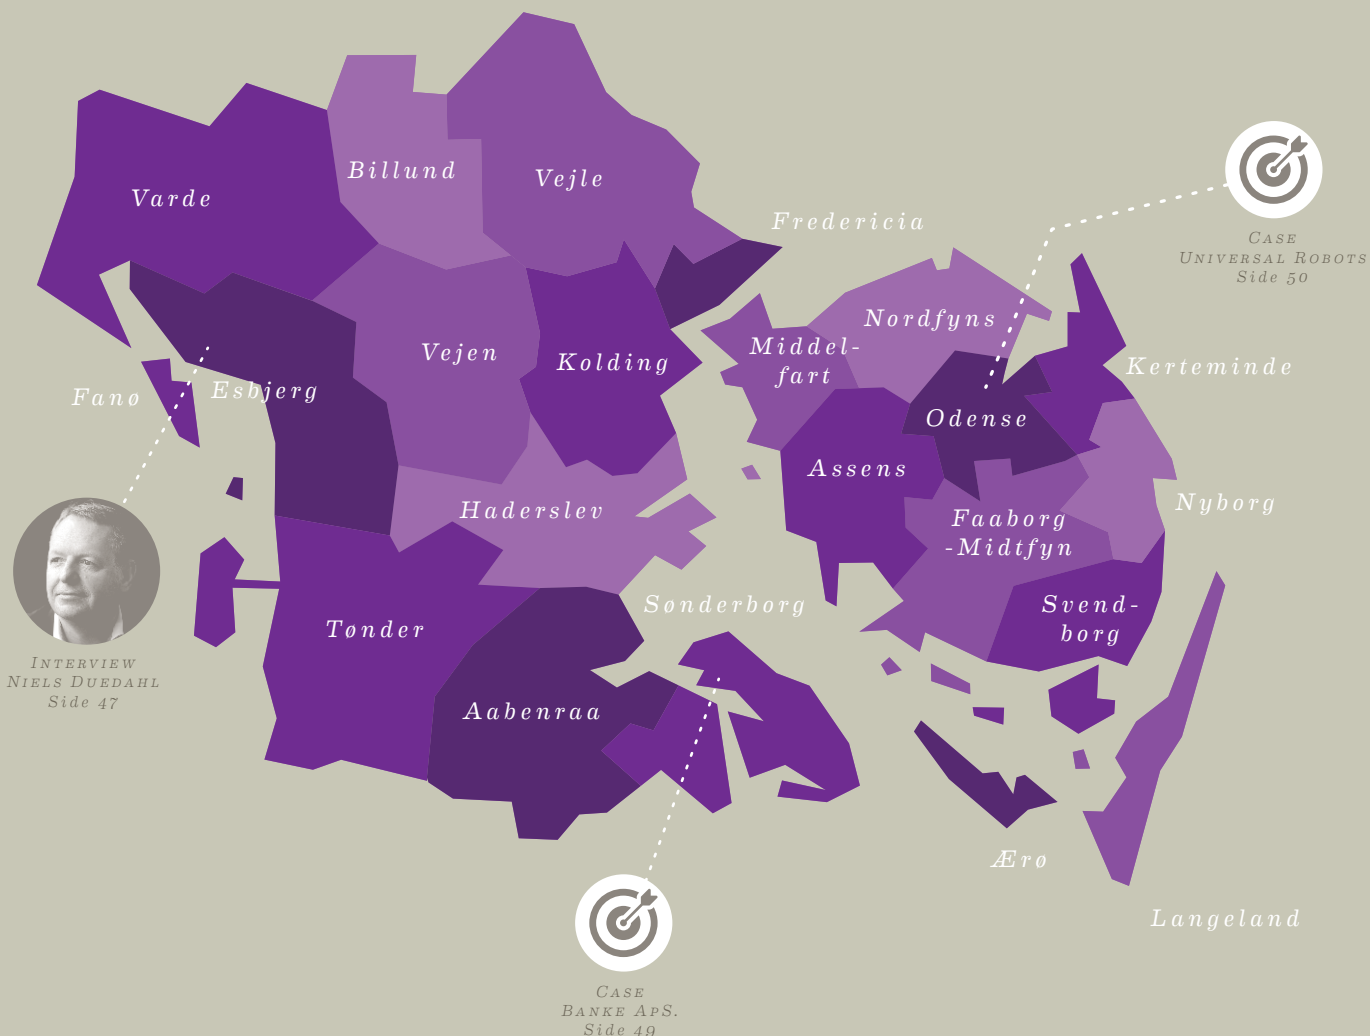 Billund
Vejle
Varde
Fredericia
Case
Universal Robots
Side 50
Nordfyns
Middel-
fart
Vejen
Kolding
Kerteminde
Fanø
Esbjerg
Odense
Assens
Haderslev
Nyborg
Faaborg
-Midtfyn
Sønderborg
Svend-
borg
Tønder
Interview
Niels Duedahl
Side 47
Aabenraa
Ærø
Langeland
Case
Banke ApS.
Side 49